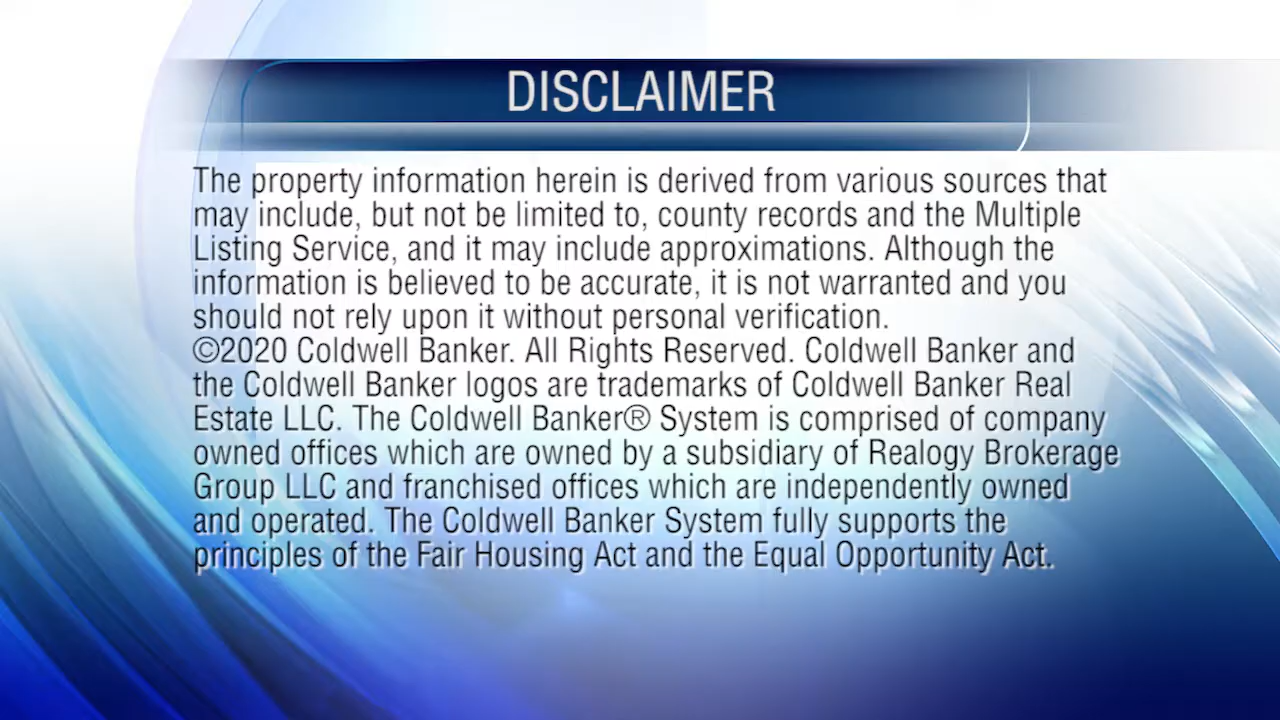 DISCLAIMER
The property information herein is derived from various sources that
may include, but not be limited to, county records and the Multiple
Listing Service, and it may include approximations. Although the
information is believed to be accurate, it is not warranted and you
should not rely upon it without personal verification.
©2020 Coldwell Banker. All Rights Reserved. Coldwell Banker and
the Coldwell Banker logos are trademarks of Coldwell Banker Real
Estate LLC. The Coldwell Banker® System is comprised of company
owned offices which are owned by a subsidiary of Realogy Brokerage
Group LLC and franchised offices which are independently owned
and operated. The Coldwell Banker System fully supports the
principles of the Fair Housing Act and the Equal Opportunity Act.